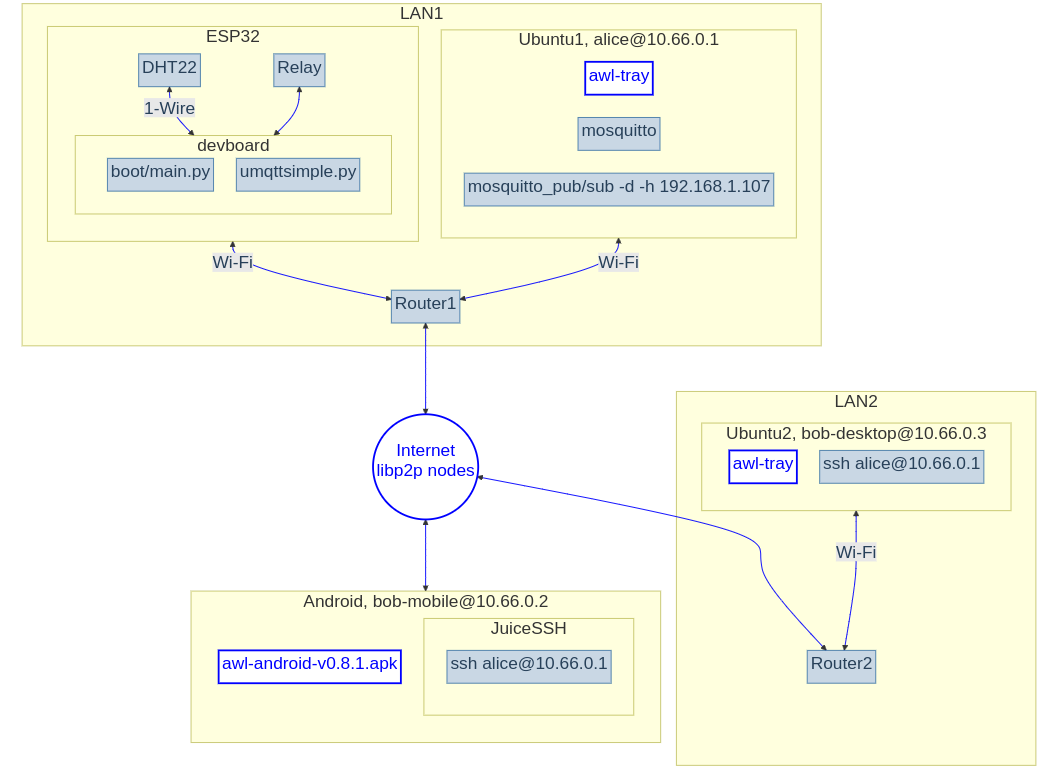 LAN1
ESP32
DHT22
Relay
1-Wire
devboard
boot/main.py
umqttsimple.py
Ubuntu1, alice@10.66.0.1
awl-tray
mosquitto
mosquitto_pub/sub -d -h 192.168.1.107
Wi-Fi
Wi-Fi
Router1
Internet
libp2p nodes
LAN2
Ubuntu2, bob-desktop@10.66.0.3
awl-tray
ssh alice@10.66.0.1
Wi-Fi
Router2
Android, bob-mobile@10.66.0.2
awl-android-v0.8.1.apk
JuiceSSH
ssh alice@10.66.0.1